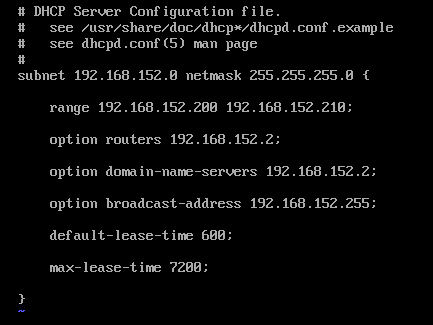 # DHCP Server Configuration file.
#   see /usr/share/doc/dhcp*/dhcpd.conf.example
#   see dhcpd.conf(5) man page
#
subnet 192.168.152.0 netmask 255.255.255.0 {
    range 192.168.152.200 192.168.152.210;
    option routers 192.168.152.2;
    option domain-name-servers 192.168.152.2;
    option broadcast-address 192.168.152.255;
    default-lease-time 600;
    max-lease-time 7200;
}
~